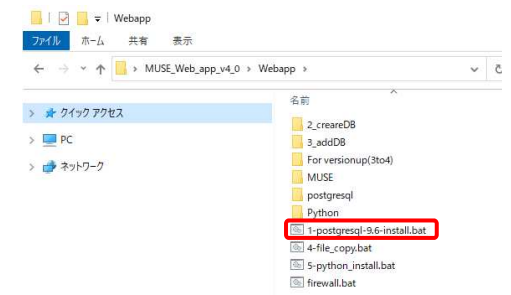 Webapp
ファイル ホーム 共有 表示
MUSE_Web_app_v4_0 > Webapp >
名前
クイック アクセス
PC
ネットワーク
2_creareDB
3_addDB
For versionup(3to4)
MUSE
postgresql
Python
1-postgresql-9.6-install.bat
4-file_copy.bat
5-python_install.bat
firewall.bat